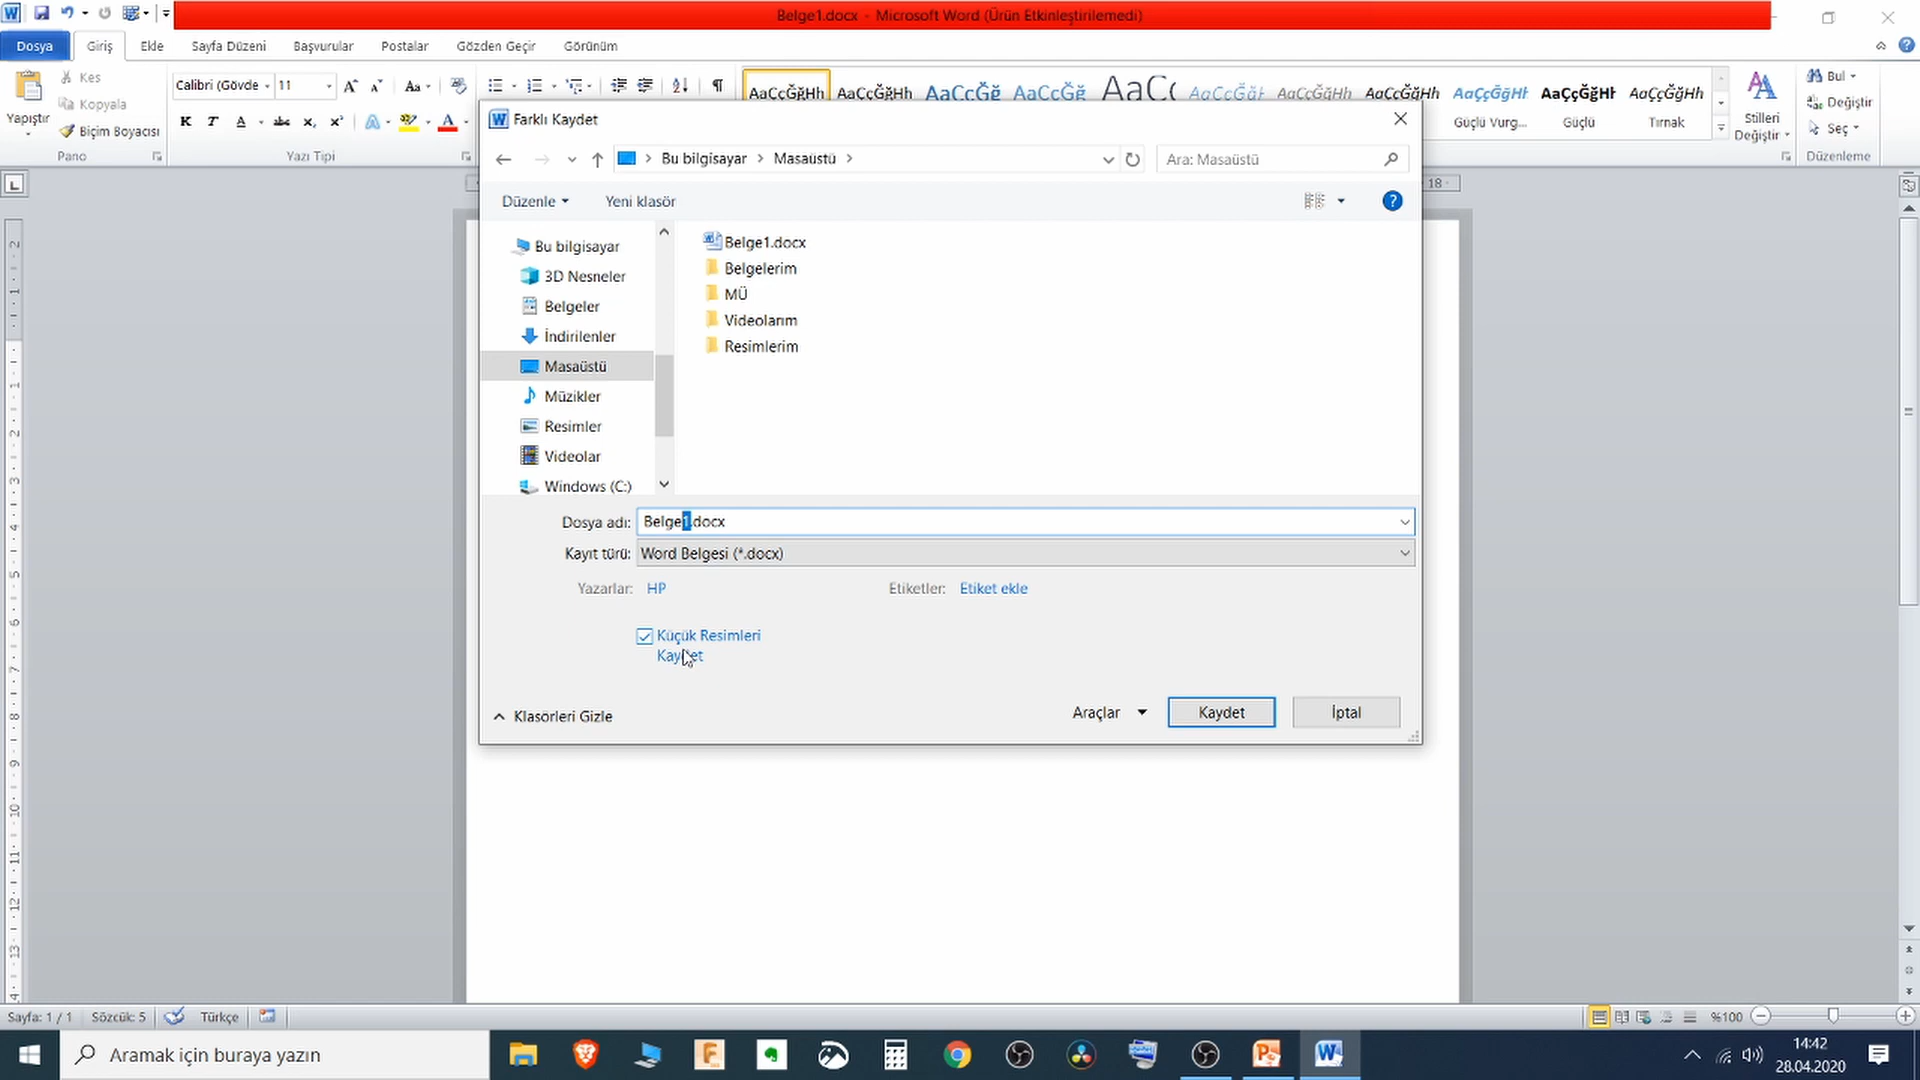 Belge1.docx - Microsoft Word (Ürün Etkinleştirilemedi)
Dosya Giriş Ekle Sayfa Düzeni Başvurular Postalar Gözden Geçir Görünüm
Yapıştır
Kes
Kopyala
Biçim Boyacısı
Pano
Calibri (Gövde 11
Yazı Tipi
AaÇçĞğHh AaÇçĞğHh AaÇçĞğ AaÇçĞğ AaÇ AaÇçĞğH AaÇçĞğHh AaÇçĞğHh AaÇçĞğHh AaÇçĞğHh AaÇçĞğHh
Güçlü Vurg... Güçlü Tırnak
Stilleri
Değiştir
Bul
Değiştir
Seç
Düzenleme
Farklı Kaydet
Bu bilgisayar Masaüstü
Ara: Masaüstü
Düzenle Yeni klasör
Bu bilgisayar
3D Nesneler
Belgeler
İndirilenler
Masaüstü
Müzikler
Resimler
Videolar
Windows (C:)
Belge1.docx
Belgelerim
MÜ
Videolarım
Resimlerim
Dosya adı: Belge1.docx
Kayıt türü: Word Belgesi (*.docx)
Yazarlar: HP Etiketler: Etiket ekle
Küçük Resimleri
Kaydet
Klasörleri Gizle
Araçlar Kaydet İptal
18
Sayfa: 1 / 1 Sözcük: 5 Türkçe
%100
Aramak için buraya yazın
14:42
28.04.2020